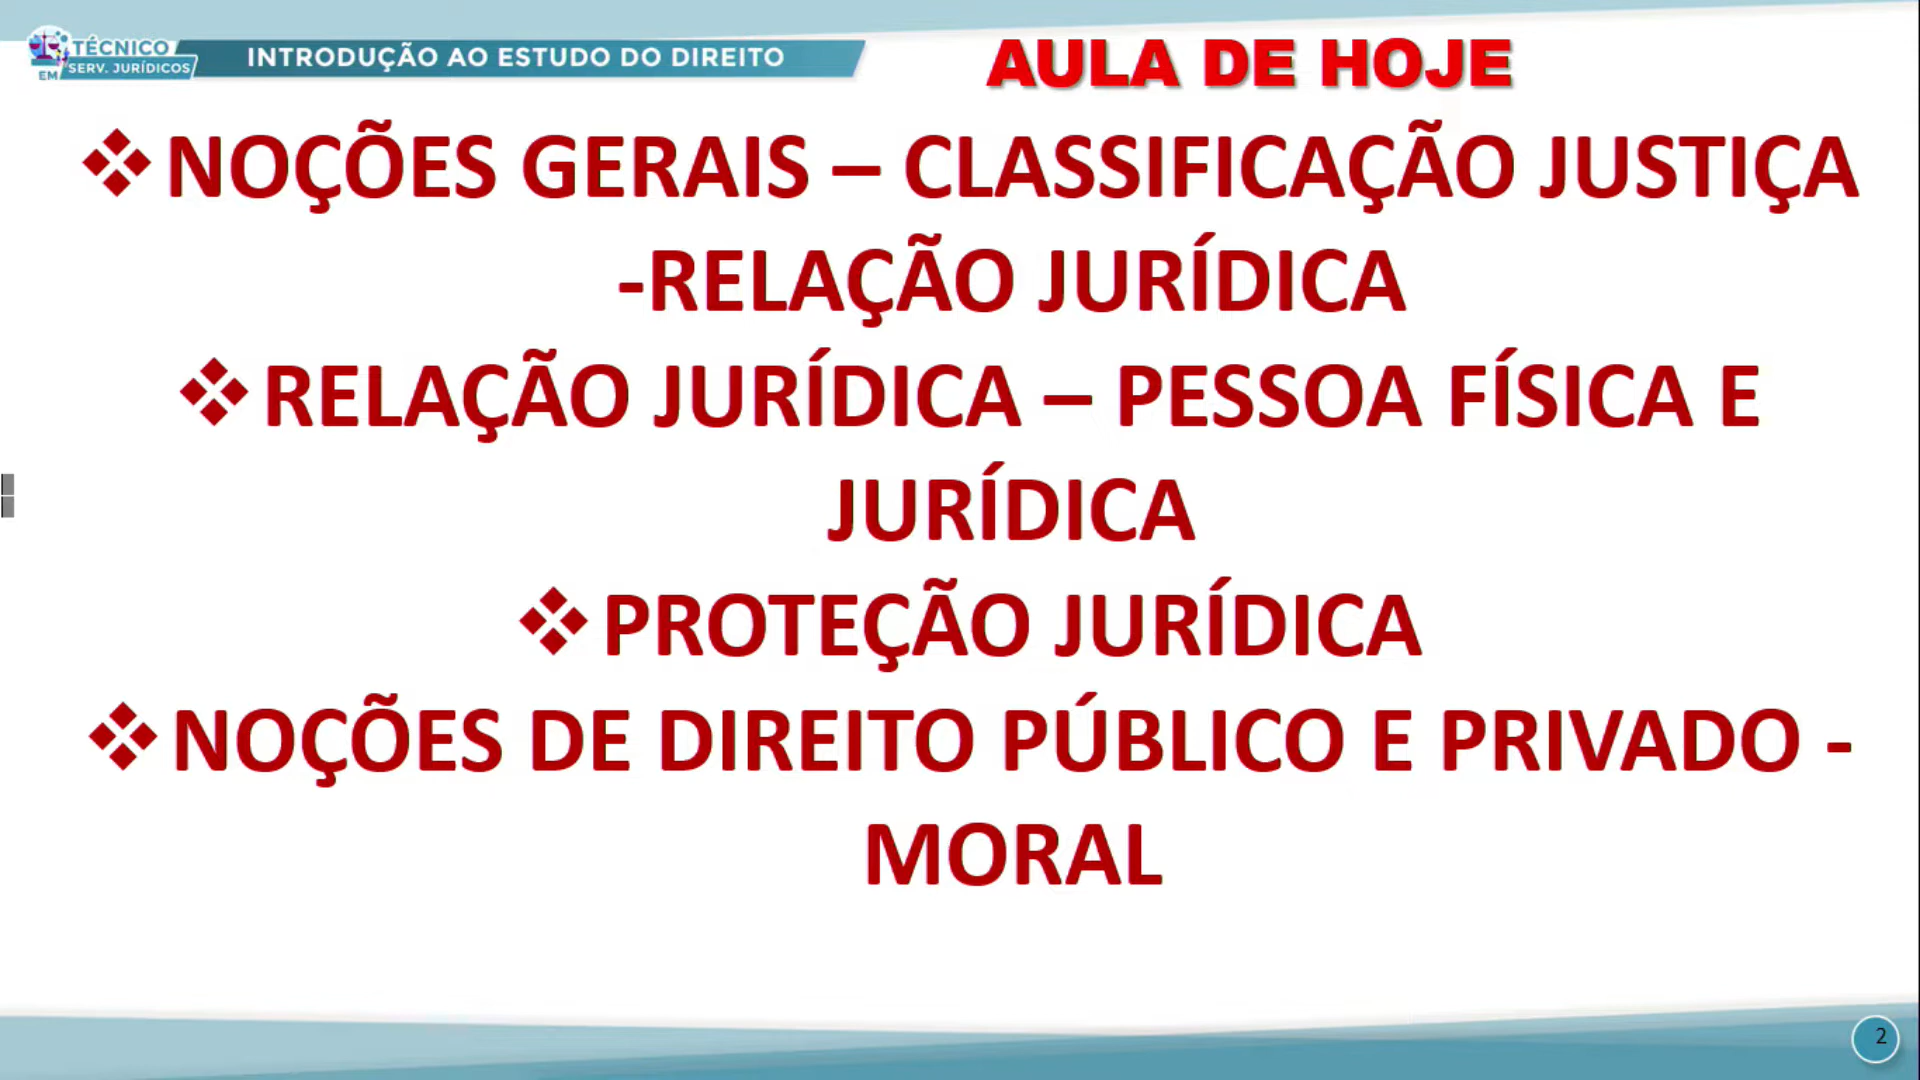 TÉCNICO
EM SERV. JURÍDICOS
INTRODUÇÃO AO ESTUDO DO DIREITO
AULA DE HOJE
❖NOÇÕES GERAIS – CLASSIFICAÇÃO JUSTIÇA
-RELAÇÃO JURÍDICA
❖RELAÇÃO JURÍDICA – PESSOA FÍSICA E
JURÍDICA
❖PROTEÇÃO JURÍDICA
❖NOÇÕES DE DIREITO PÚBLICO E PRIVADO -
MORAL
2